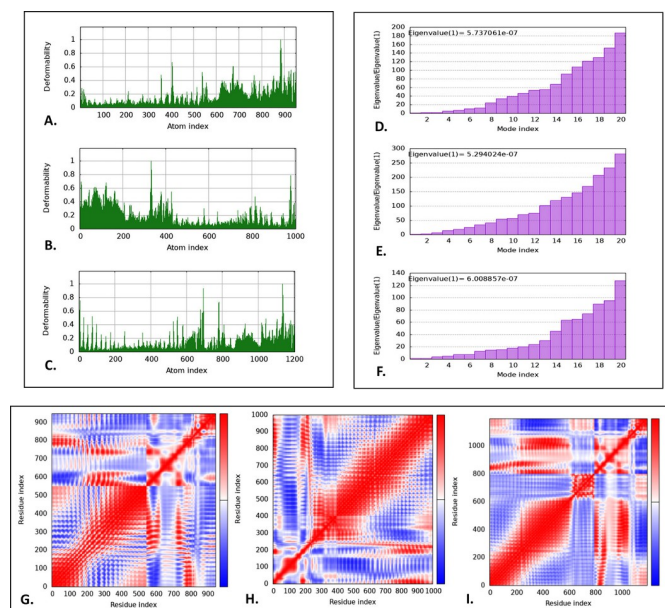 Deformability
1
0.8
0.6
0.4
0.2
0
100 200 300 400 500 600 700 800 900
Atom index
A.
Deformability
1
0.8
0.6
0.4
0.2
0
0 200 400 600 800 1000
Atom index
B.
Deformability
1
0.8
0.6
0.4
0.2
0
0 200 400 600 800 1000 1200
Atom index
C.
Eigenvalue/Eigenvalue(1)
Eigenvalue(1)= 5.737061e-07
200
180
160
140
120
100
80
60
40
20
0
2 4 6 8 10 12 14 16 18 20
Mode index
D.
Eigenvalue/Eigenvalue(1)
Eigenvalue(1)= 5.294024e-07
300
250
200
150
100
50
0
2 4 6 8 10 12 14 16 18 20
Mode index
E.
Eigenvalue/Eigenvalue(1)
Eigenvalue(1)= 6.008857e-07
140
120
100
80
60
40
20
0
2 4 6 8 10 12 14 16 18 20
Mode index
F.
Residue index
900
800
700
600
500
400
300
200
100
0
0 100 200 300 400 500 600 700 800 900
Residue index
G.
Residue index
1000
900
800
700
600
500
400
300
200
100
0
0 100 200 300 400 500 600 700 800 900 1000
Residue index
H.
Residue index
1000
800
600
400
200
0
0 200 400 600 800 1000
Residue index
I.